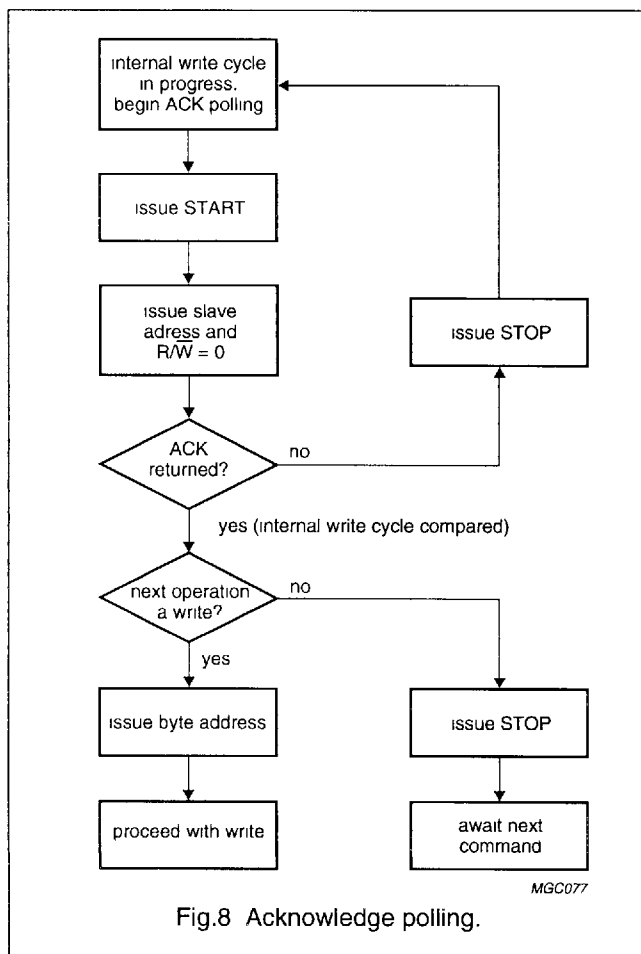 internal write cycle
in progress.
begin ACK polling
issue START
issue slave
adress and
R/W̅ = 0
issue STOP
ACK
returned?
no
yes (internal write cycle compared)
next operation
a write?
no
yes
issue byte address
issue STOP
proceed with write
await next
command
MGC077
Fig.8 Acknowledge polling.